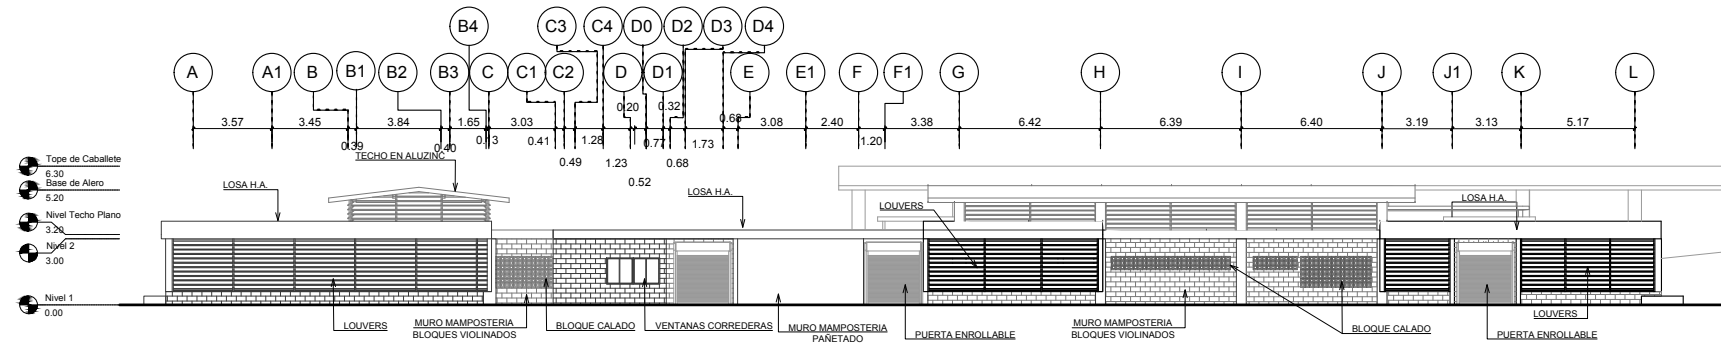 B4 C3 C4 D0 D2 D3 D4
A A1 B B1 B2 B3 C C1 C2 D D1 E E1 F F1 G H I J J1 K L
0.20 0.32
0.68
3.57 3.45 3.84 1.65 3.03 3.08 2.40 3.38 6.42 6.39 6.40 3.19 3.13 5.17
0.39 0.40 0.13 0.41 1.28 0.77 1.73 1.20
0.49 1.23 0.68
0.52
Tope de Caballete
6.30
Base de Alero
5.20
Nivel Techo Plano
3.20
Nivel 2
3.00
Nivel 1
0.00
TECHO EN ALUZINC
LOSA H.A.
LOSA H.A.
LOUVERS
LOSA H.A.
LOUVERS
MURO MAMPOSTERIA
BLOQUES VIOLINADOS
BLOQUE CALADO
VENTANAS CORREDERAS
MURO MAMPOSTERIA
PAÑETADO
PUERTA ENROLLABLE
MURO MAMPOSTERIA
BLOQUES VIOLINADOS
BLOQUE CALADO
PUERTA ENROLLABLE
LOUVERS